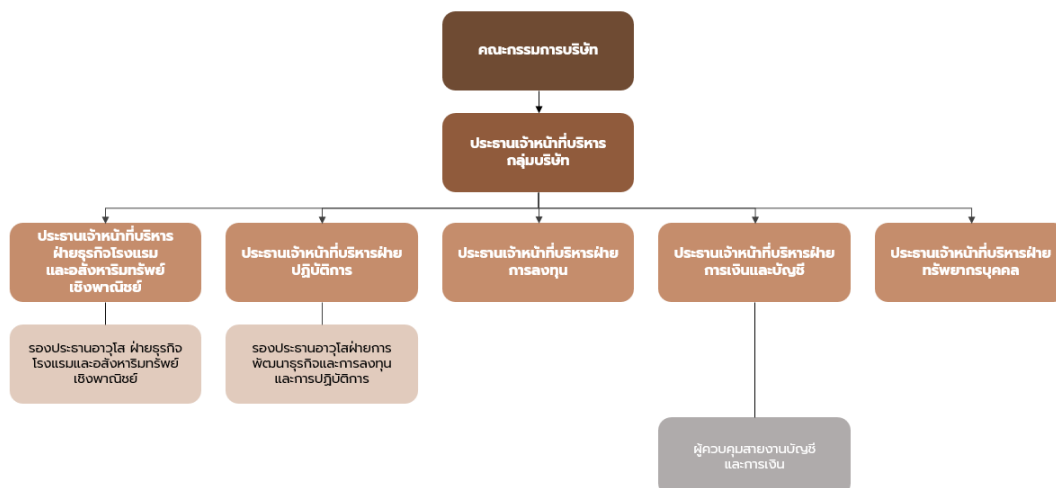 คณะกรรมการบริษัท
ประธานเจ้าหน้าที่บริหาร
กลุ่มบริษัท
ประธานเจ้าหน้าที่บริหาร
ฝ่ายธุรกิจโรงแรม
และอสังหาริมทรัพย์
เชิงพาณิชย์
ประธานเจ้าหน้าที่บริหารฝ่าย
ปฏิบัติการ
ประธานเจ้าหน้าที่บริหารฝ่าย
การลงทุน
ประธานเจ้าหน้าที่บริหารฝ่าย
การเงินและบัญชี
ประธานเจ้าหน้าที่บริหารฝ่าย
ทรัพยากรบุคคล
รองประธานอาวุโส ฝ่ายธุรกิจ
โรงแรมและอสังหาริมทรัพย์
เชิงพาณิชย์
รองประธานอาวุโสฝ่ายการ
พัฒนาธุรกิจและการลงทุน
และการปฏิบัติการ
ผู้ควบคุมสายงานบัญชี
และการเงิน